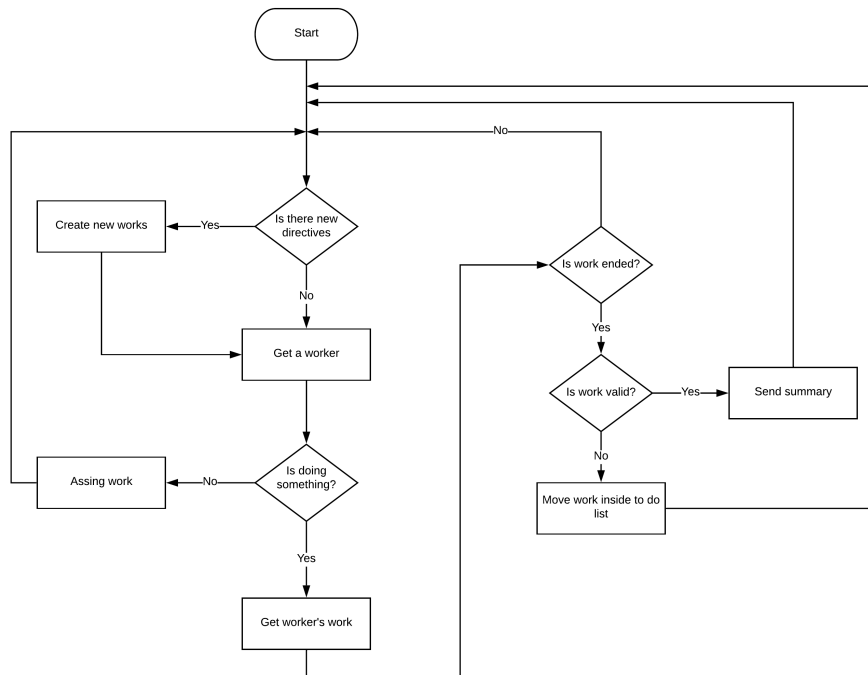 Start
No
Is there new
directives
Yes
Create new works
No
Get a worker
Is doing
something?
No
Assing work
Yes
Get worker's work
Is work ended?
Yes
Is work valid?
Yes
Send summary
No
Move work inside to do
list